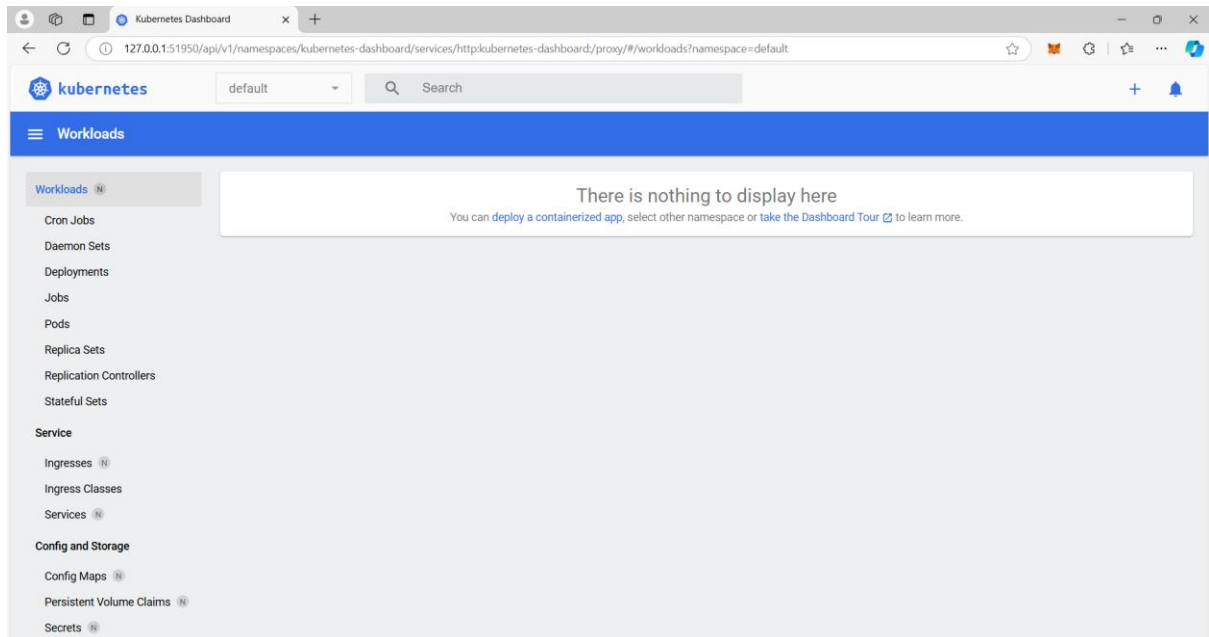 Kubernetes Dashboard
127.0.0.1:51950/api/v1/namespaces/kubernetes-dashboard/services/http:kubernetes-dashboard:/proxy/#/workloads?namespace=default
kubernetes
default
Search
Workloads
Workloads N
There is nothing to display here
You can deploy a containerized app, select other namespace or take the Dashboard Tour to learn more.
Cron Jobs
Daemon Sets
Deployments
Jobs
Pods
Replica Sets
Replication Controllers
Stateful Sets
Service
Ingresses N
Ingress Classes
Services N
Config and Storage
Config Maps N
Persistent Volume Claims N
Secrets N